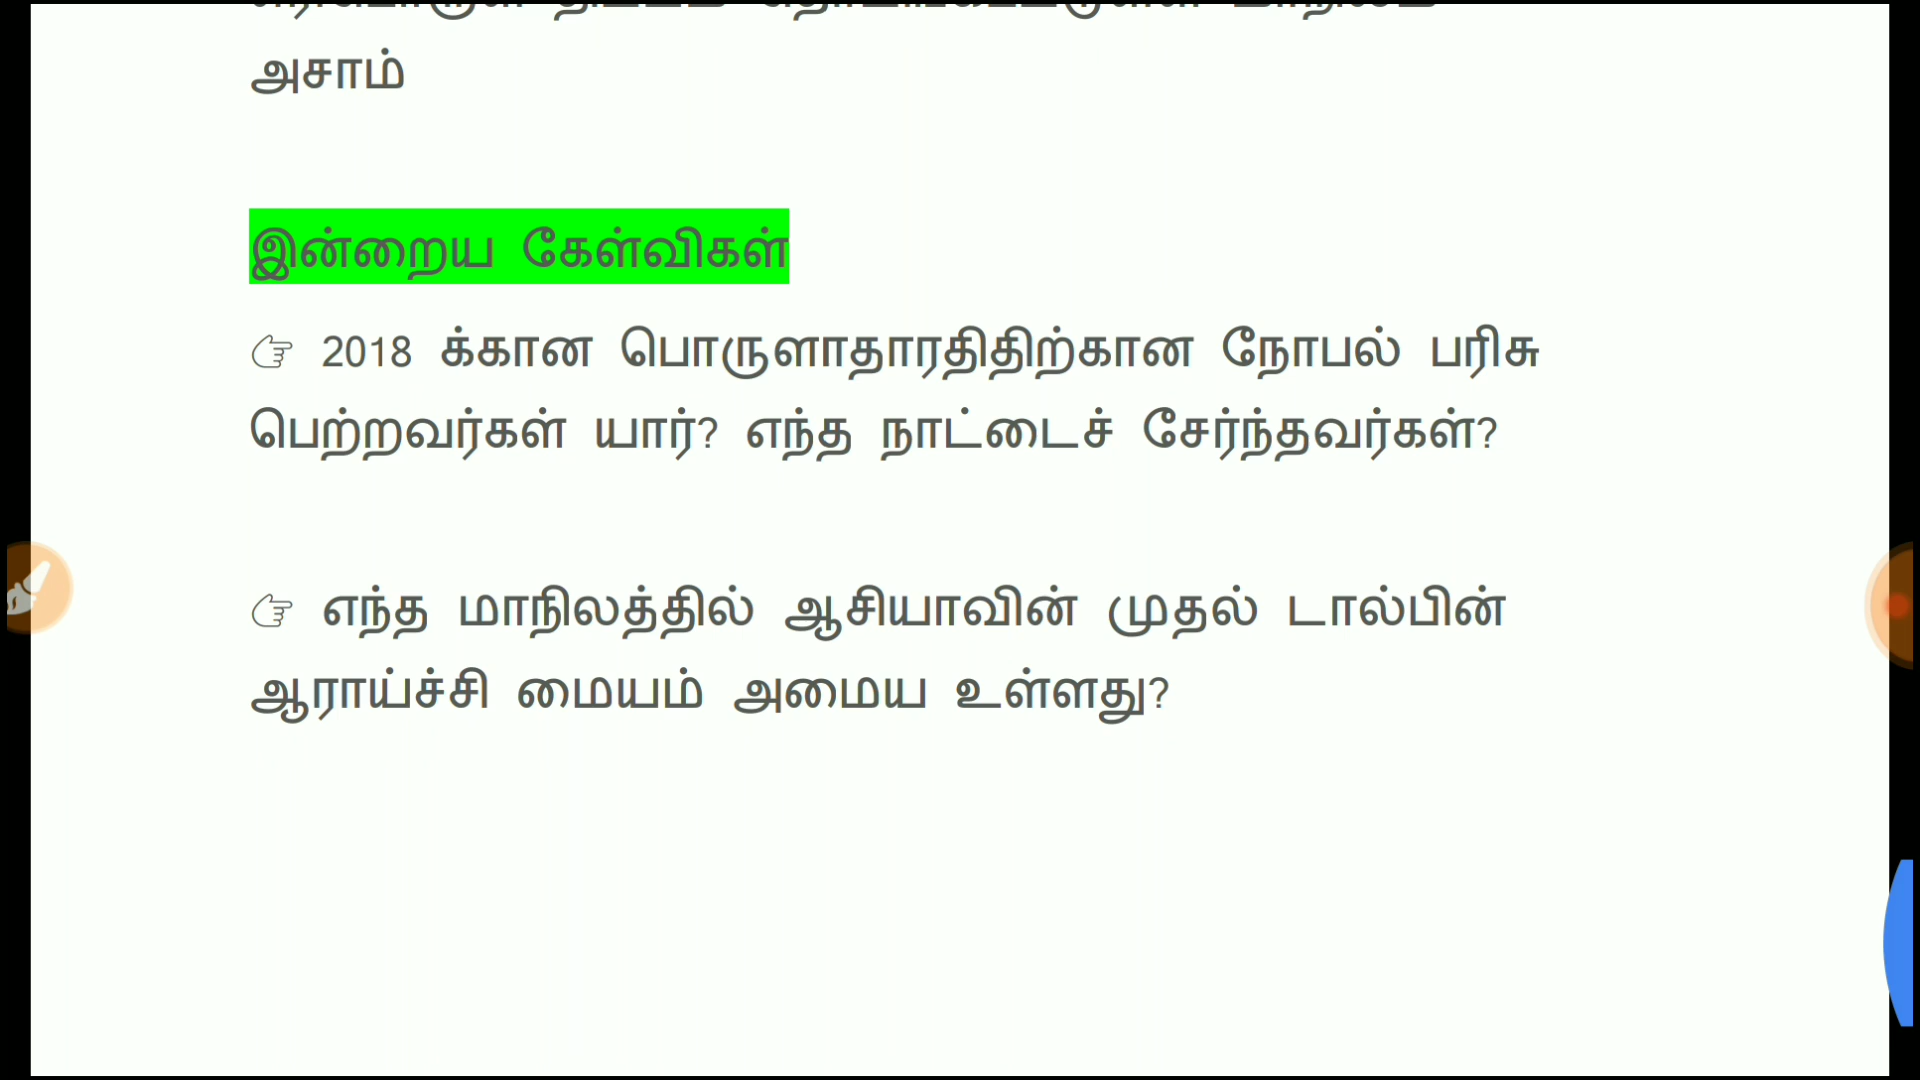 அசாம்
இன்றைய கேள்விகள்
☞ 2018 க்கான பொருளாதாரதிதிற்கான நோபல் பரிசு
பெற்றவர்கள் யார்? எந்த நாட்டைச் சேர்ந்தவர்கள்?
☞ எந்த மாநிலத்தில் ஆசியாவின் முதல் டால்பின்
ஆராய்ச்சி மையம் அமைய உள்ளது?